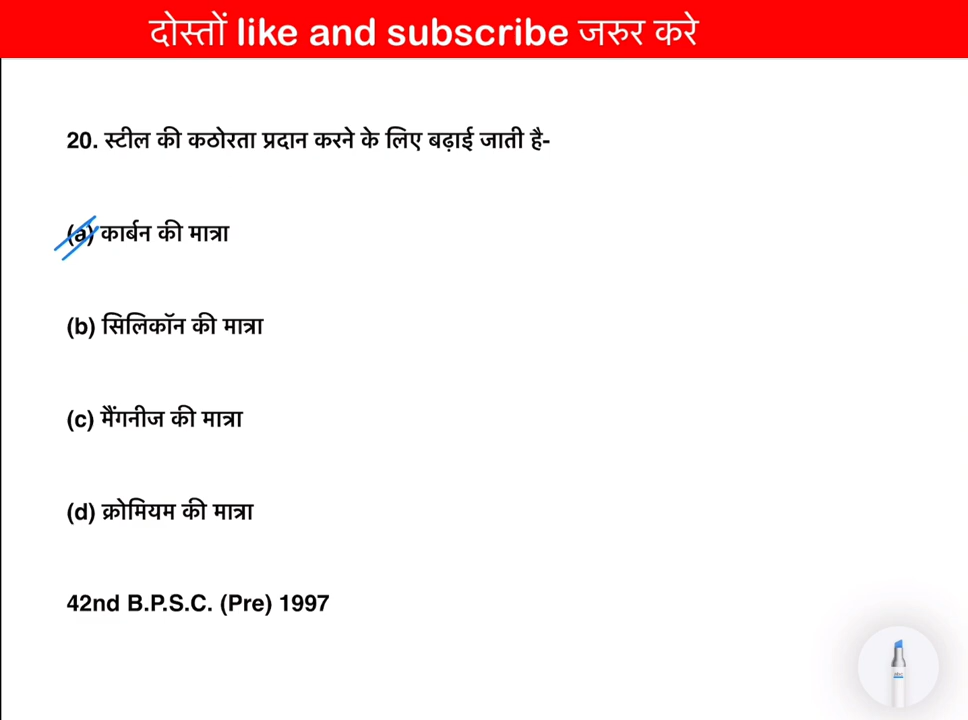 दोस्तों like and subscribe जरुर करे
20. स्टील की कठोरता प्रदान करने के लिए बढ़ाई जाती है-
(a) कार्बन की मात्रा
(b) सिलिकॉन की मात्रा
(c) मैंगनीज की मात्रा
(d) क्रोमियम की मात्रा
42nd B.P.S.C. (Pre) 1997